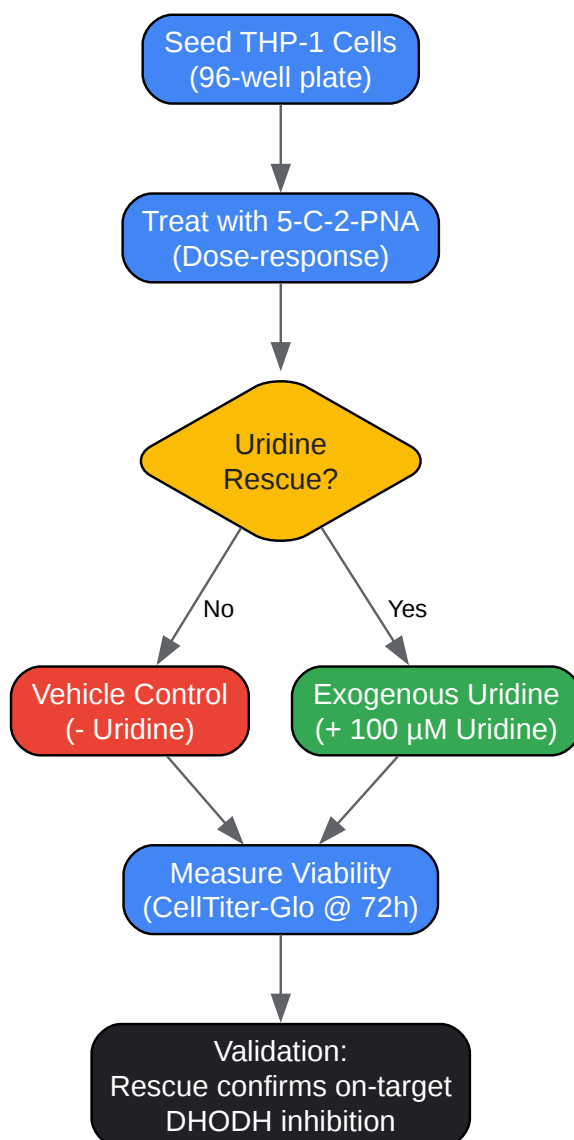 Seed THP-1 Cells
(96-well plate)
Treat with 5-C-2-PNA
(Dose-response)
Uridine
Rescue?
No
Yes
Vehicle Control
(- Uridine)
Exogenous Uridine
(+ 100 µM Uridine)
Measure Viability
(CellTiter-Glo @ 72h)
Validation:
Rescue confirms on-target
DHODH inhibition